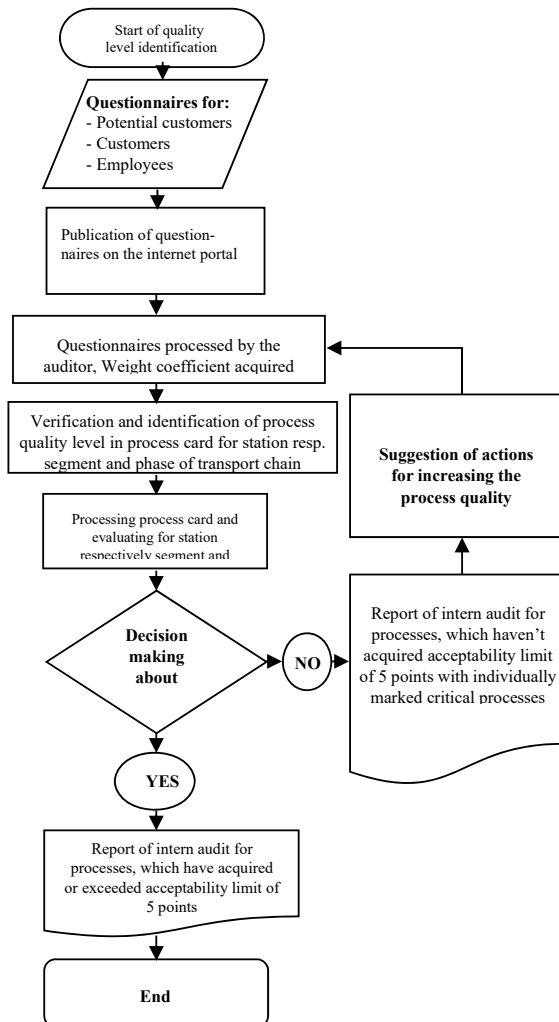 Start of quality
level identification
Questionnaires for:
- Potential customers
- Customers
- Employees
Publication of question-
naires on the internet portal
Questionnaires processed by the
auditor, Weight coefficient acquired
Verification and identification of process
quality level in process card for station resp.
segment and phase of transport chain
Processing process card and
evaluating for station
respectively segment and
Decision
making
about
NO
Report of intern audit for
processes, which haven't
acquired acceptability limit
of 5 points with individually
marked critical processes
Suggestion of actions
for increasing the
process quality
YES
Report of intern audit for
processes, which have acquired
or exceeded acceptability limit of
5 points
End